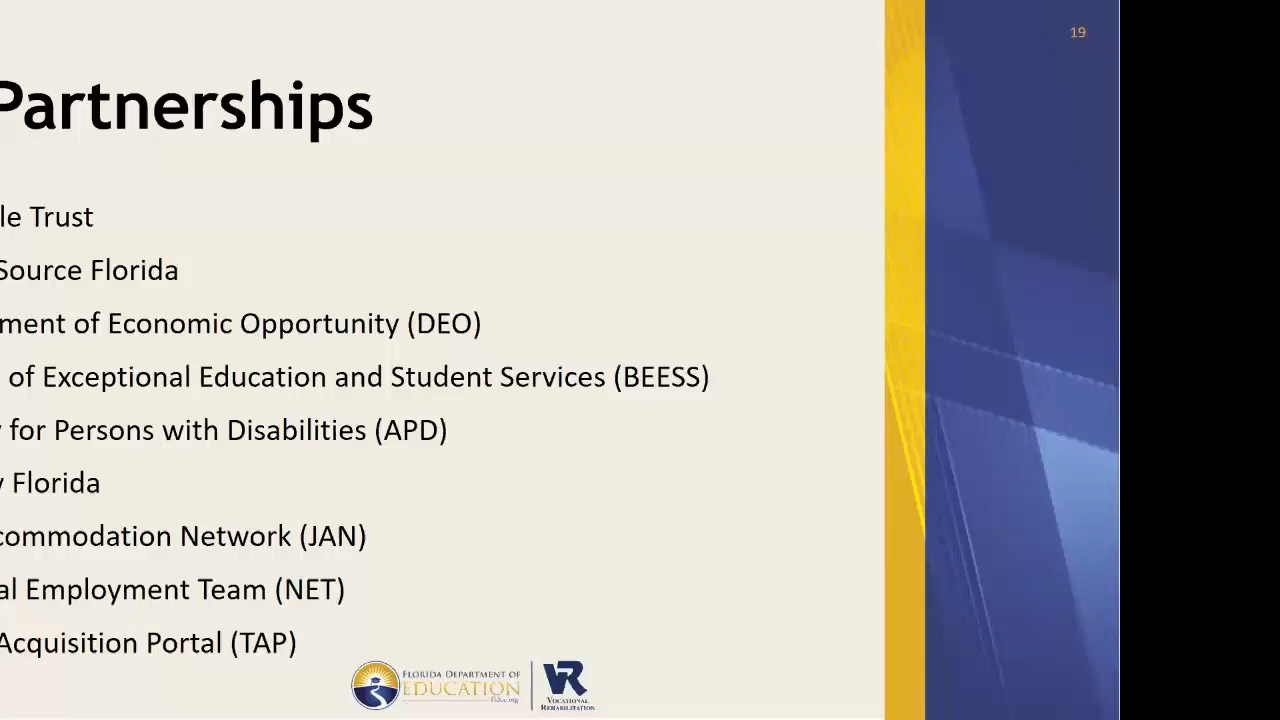 19
Partnerships
le Trust
Source Florida
ment of Economic Opportunity (DEO)
of Exceptional Education and Student Services (BEESS)
y for Persons with Disabilities (APD)
y Florida
commodation Network (JAN)
al Employment Team (NET)
Acquisition Portal (TAP)
FLORIDA DEPARTMENT OF
EDUCATION
fldoe.org
VR
VOCATIONAL
REHABILITATION